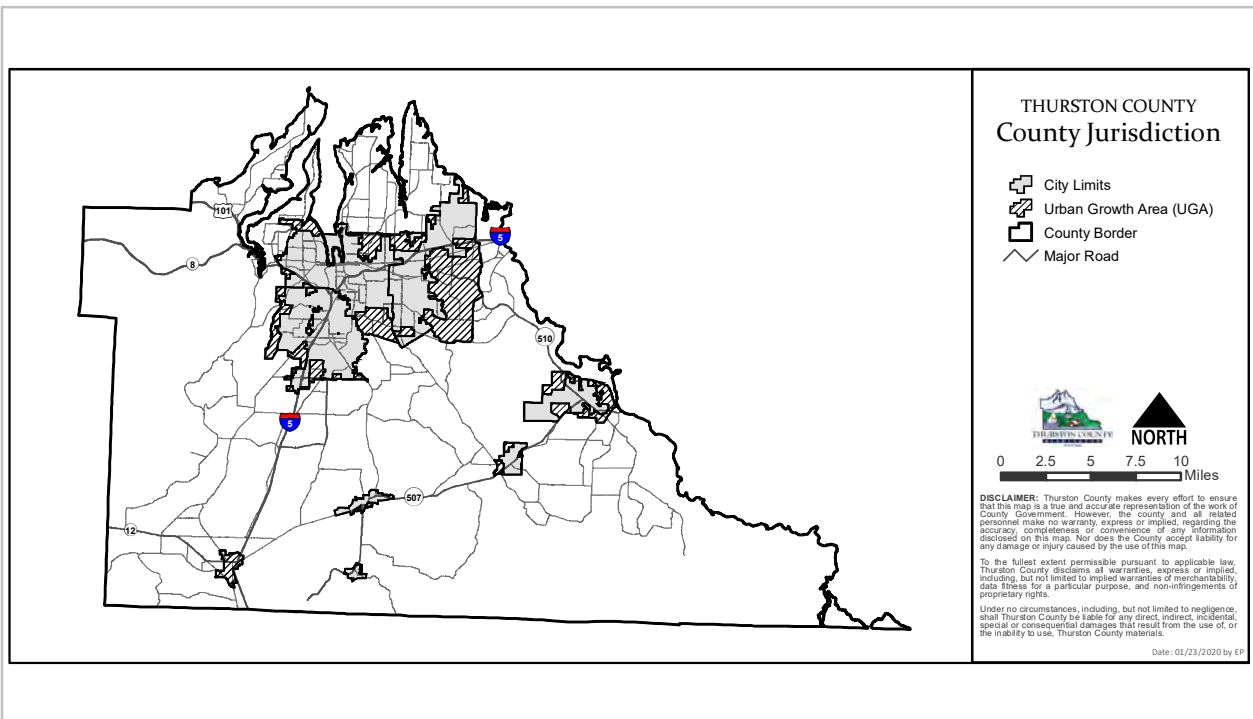 THURSTON COUNTY
County Jurisdiction
City Limits
Urban Growth Area (UGA)
County Border
Major Road
101
5
8
510
5
507
12
THURSTON COUNTY
NORTH
0 2.5 5 7.5 10
Miles
DISCLAIMER: Thurston County makes every effort to ensure
that this map is a true and accurate representation of the work of
County Government. However, the county and all related
personnel make no warranty, express or implied, regarding the
accuracy, completeness or convenience of any information
disclosed on this map. Nor does the County accept liability for
any damage or injury caused by the use of this map.
To the fullest extent permissible pursuant to applicable law,
Thurston County disclaims all warranties, express or implied,
including, but not limited to implied warranties of merchantability,
data fitness for a particular purpose, and non-infringements of
proprietary rights.
Under no circumstances, including, but not limited to negligence,
shall Thurston County be liable for any direct, indirect, incidental,
special or consequential damages that result from the use of, or
the inability to use, Thurston County materials.
Date: 01/23/2020 by EP